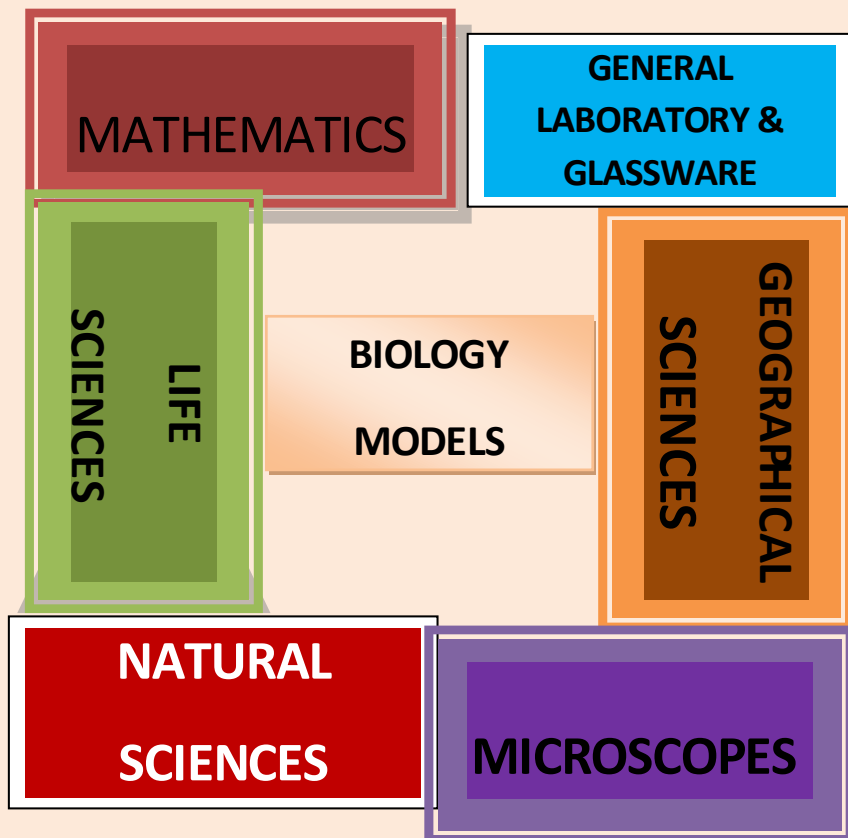 MATHEMATICS
GENERAL
LABORATORY &
GLASSWARE
LIFE
SCIENCES
BIOLOGY
MODELS
GEOGRAPHICAL
SCIENCES
NATURAL
SCIENCES
MICROSCOPES